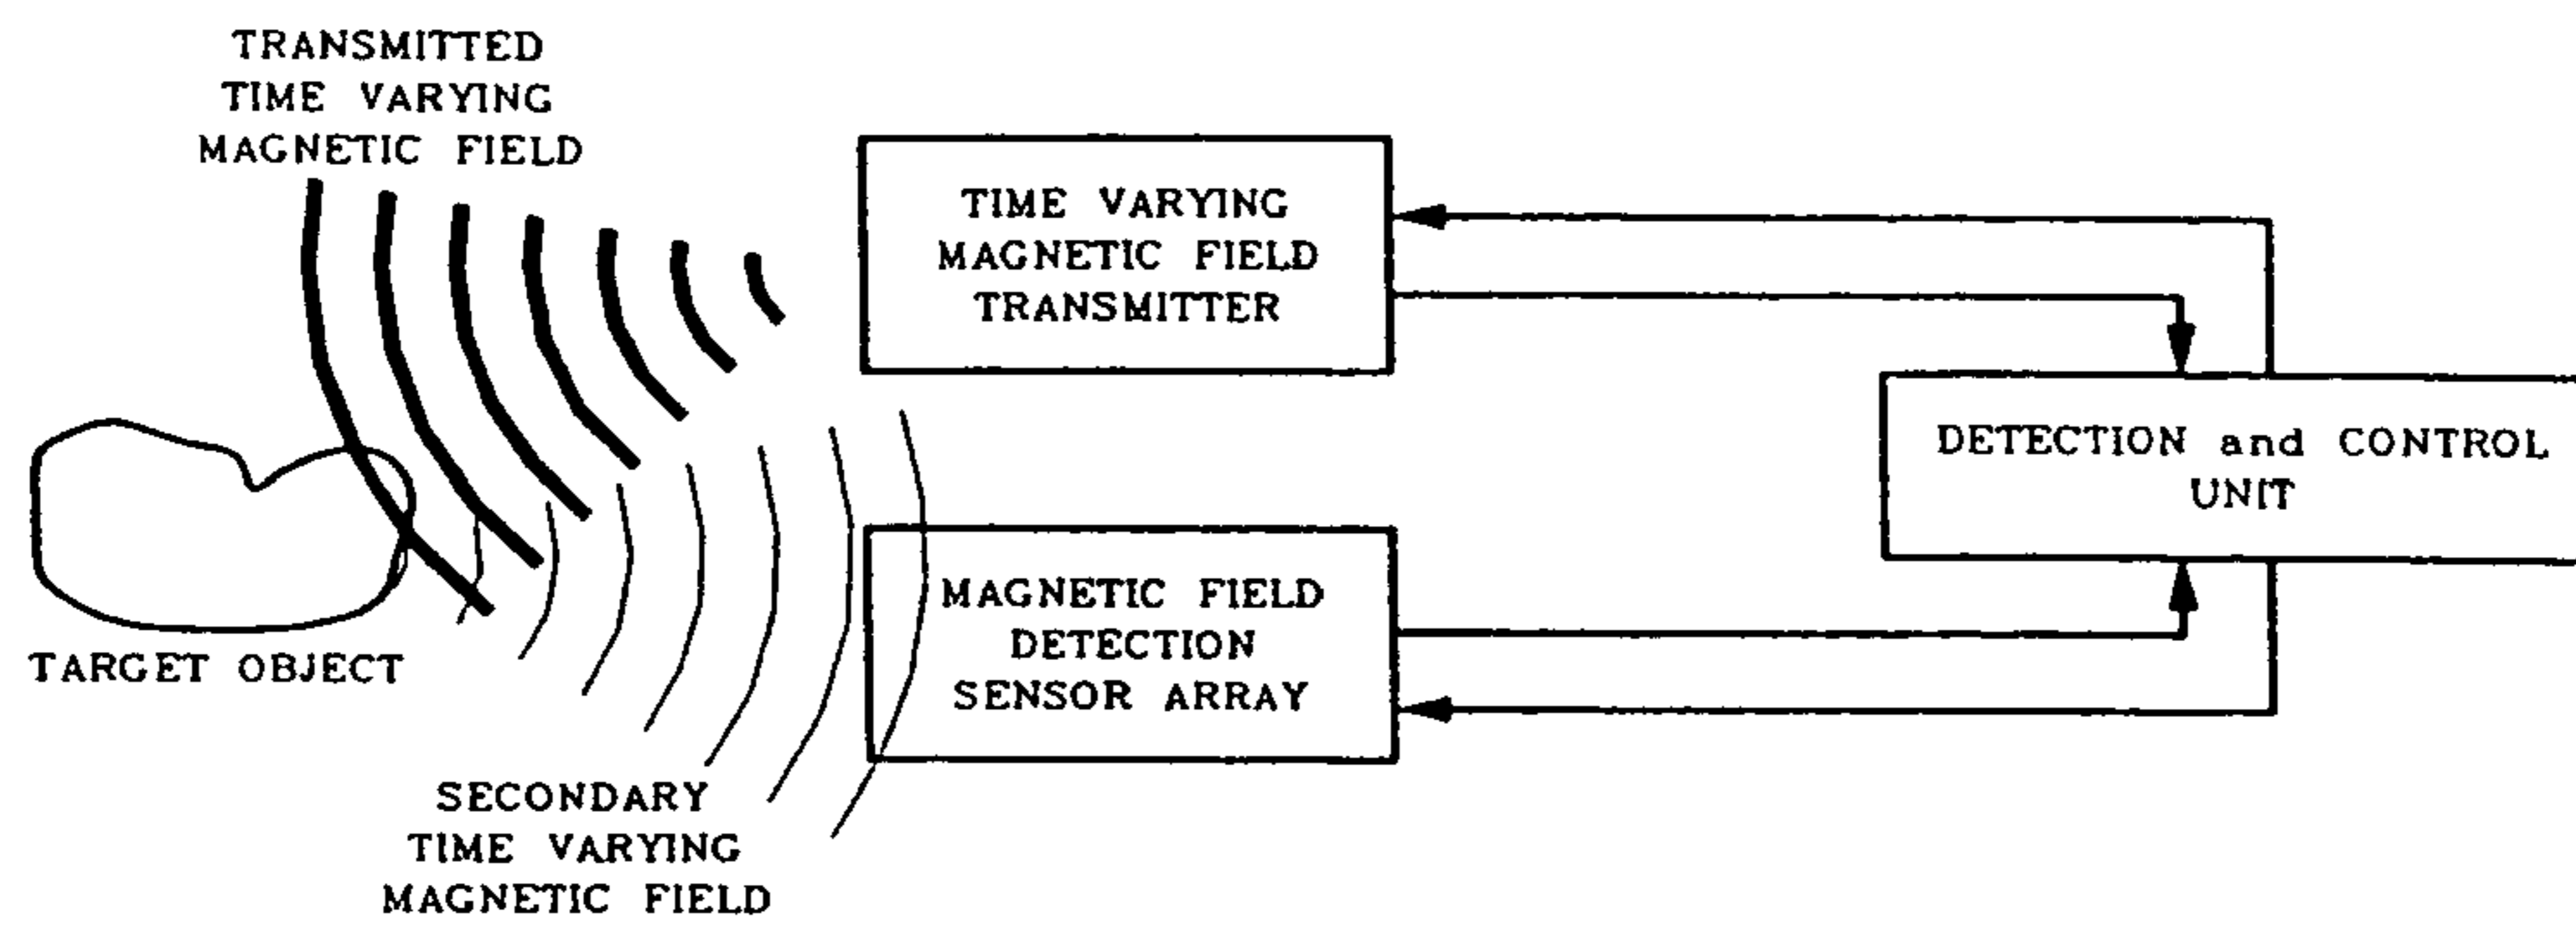 TRANSMITTED
TIME VARYING
MAGNETIC FIELD
TIME VARYING
MAGNETIC FIELD
TRANSMITTER
DETECTION and CONTROL
UNIT
MAGNETIC FIELD
DETECTION
SENSOR ARRAY
TARGET OBJECT
SECONDARY
TIME VARYING
MAGNETIC FIELD